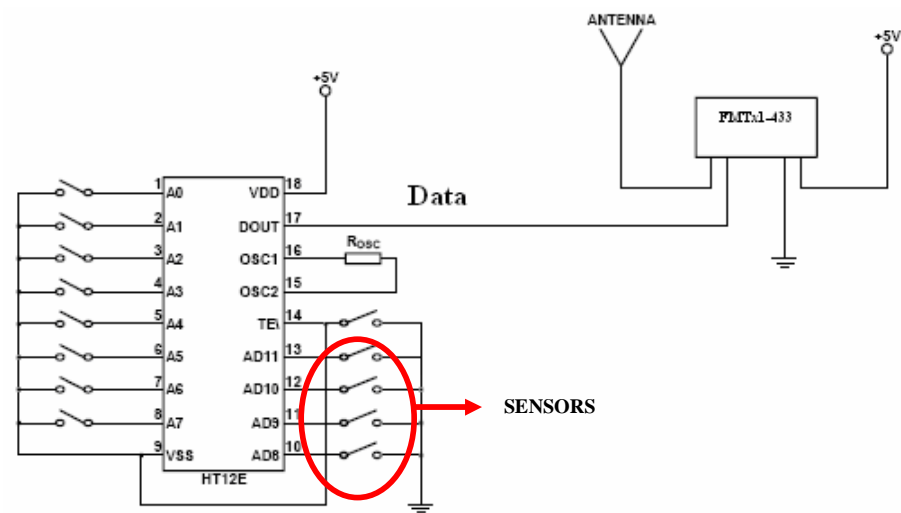 ANTENNA
+5V
FMTx1-433
+5V
Data
1 A0 VDD 18
2 A1 DOUT 17
3 A2 OSC1 16 ROSC
4 A3 OSC2 15
5 A4 TE\ 14
6 A5 AD11 13
7 A6 AD10 12
8 A7 AD9 11
9 VSS AD8 10
SENSORS
HT12E